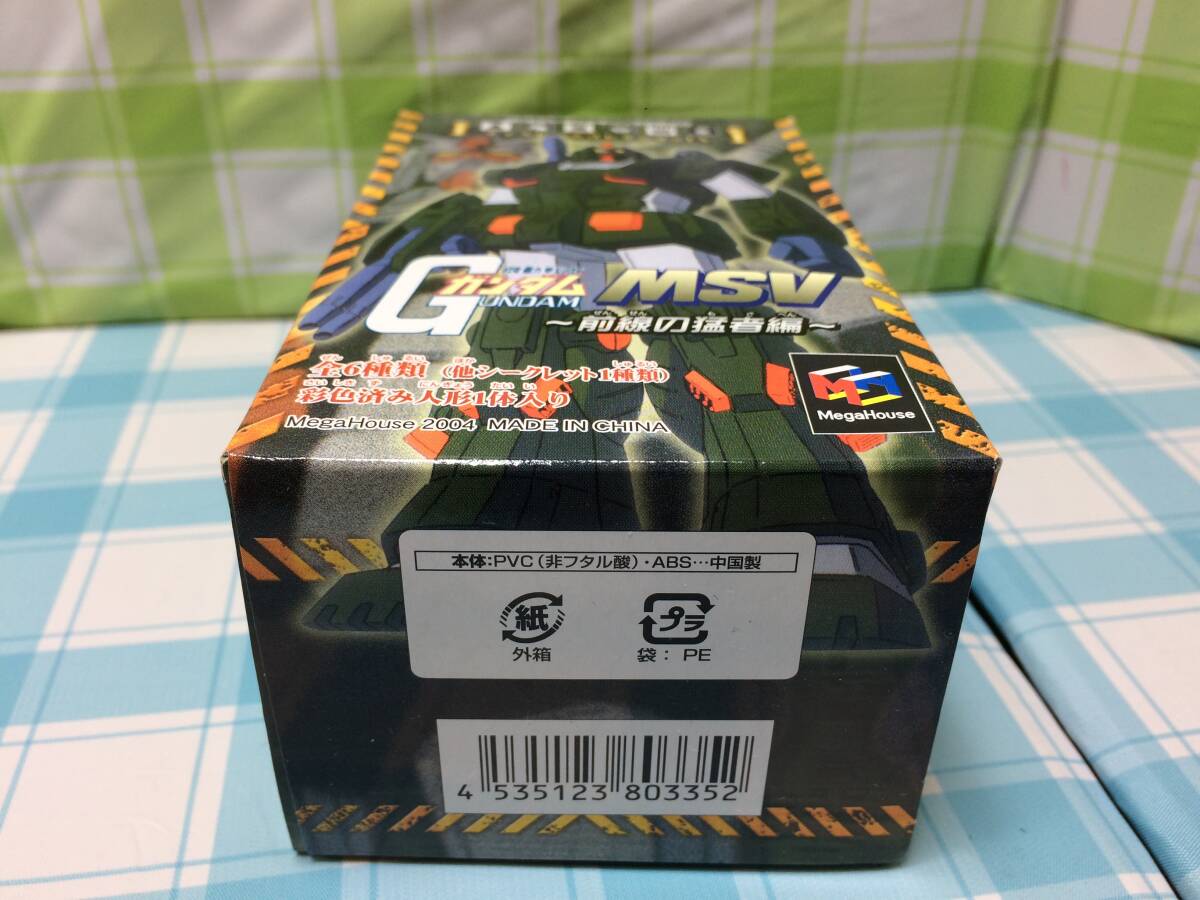 ガンダム MSV
GUNDAM
～前線の猛者編～
全6種類 (他シークレット1種類)
彩色済み人形1体入り
MegaHouse 2004 MADE IN CHINA
MegaHouse
本体:PVC(非フタル酸)・ABS…中国製
紙
外箱
プラ
袋: PE
4 535123 803352